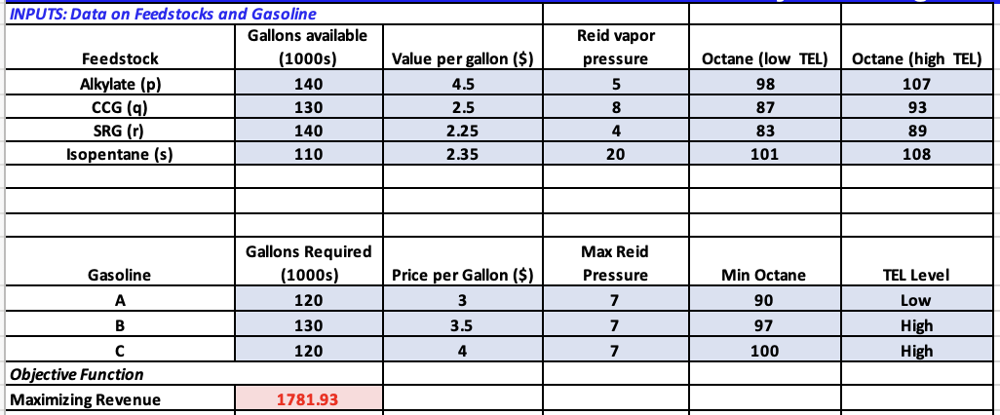 INPUTS: Data on Feedstocks and Gasoline
Feedstock Gallons available (1000s) Value per gallon ($) Reid vapor pressure Octane (low TEL) Octane (high TEL)
Alkylate (p) 140 4.5 5 98 107
CCG (q) 130 2.5 8 87 93
SRG (r) 140 2.25 4 83 89
Isopentane (s) 110 2.35 20 101 108
Gasoline Gallons Required (1000s) Price per Gallon ($) Max Reid Pressure Min Octane TEL Level
A 120 3 7 90 Low
B 130 3.5 7 97 High
C 120 4 7 100 High
Objective Function
Maximizing Revenue 1781.93